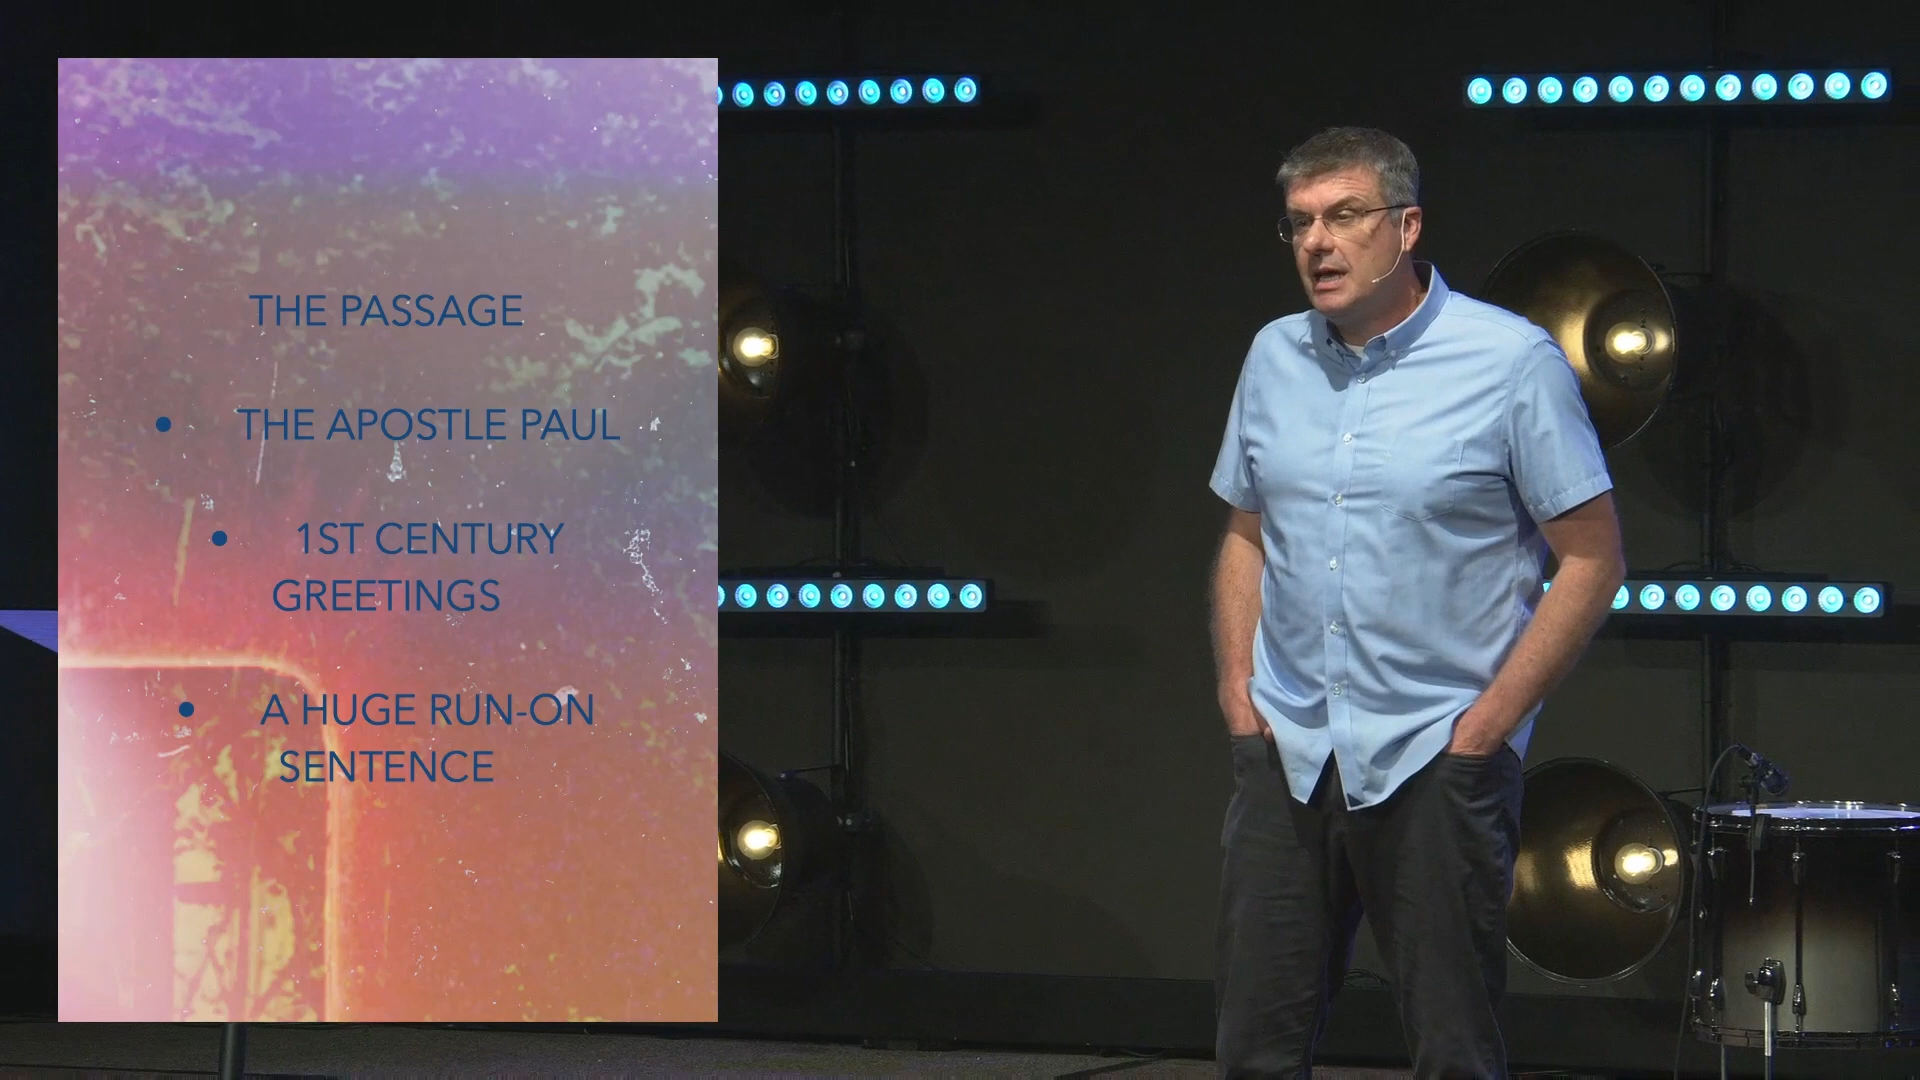 THE PASSAGE
• THE APOSTLE PAUL
• 1ST CENTURY
GREETINGS
• A HUGE RUN-ON
SENTENCE